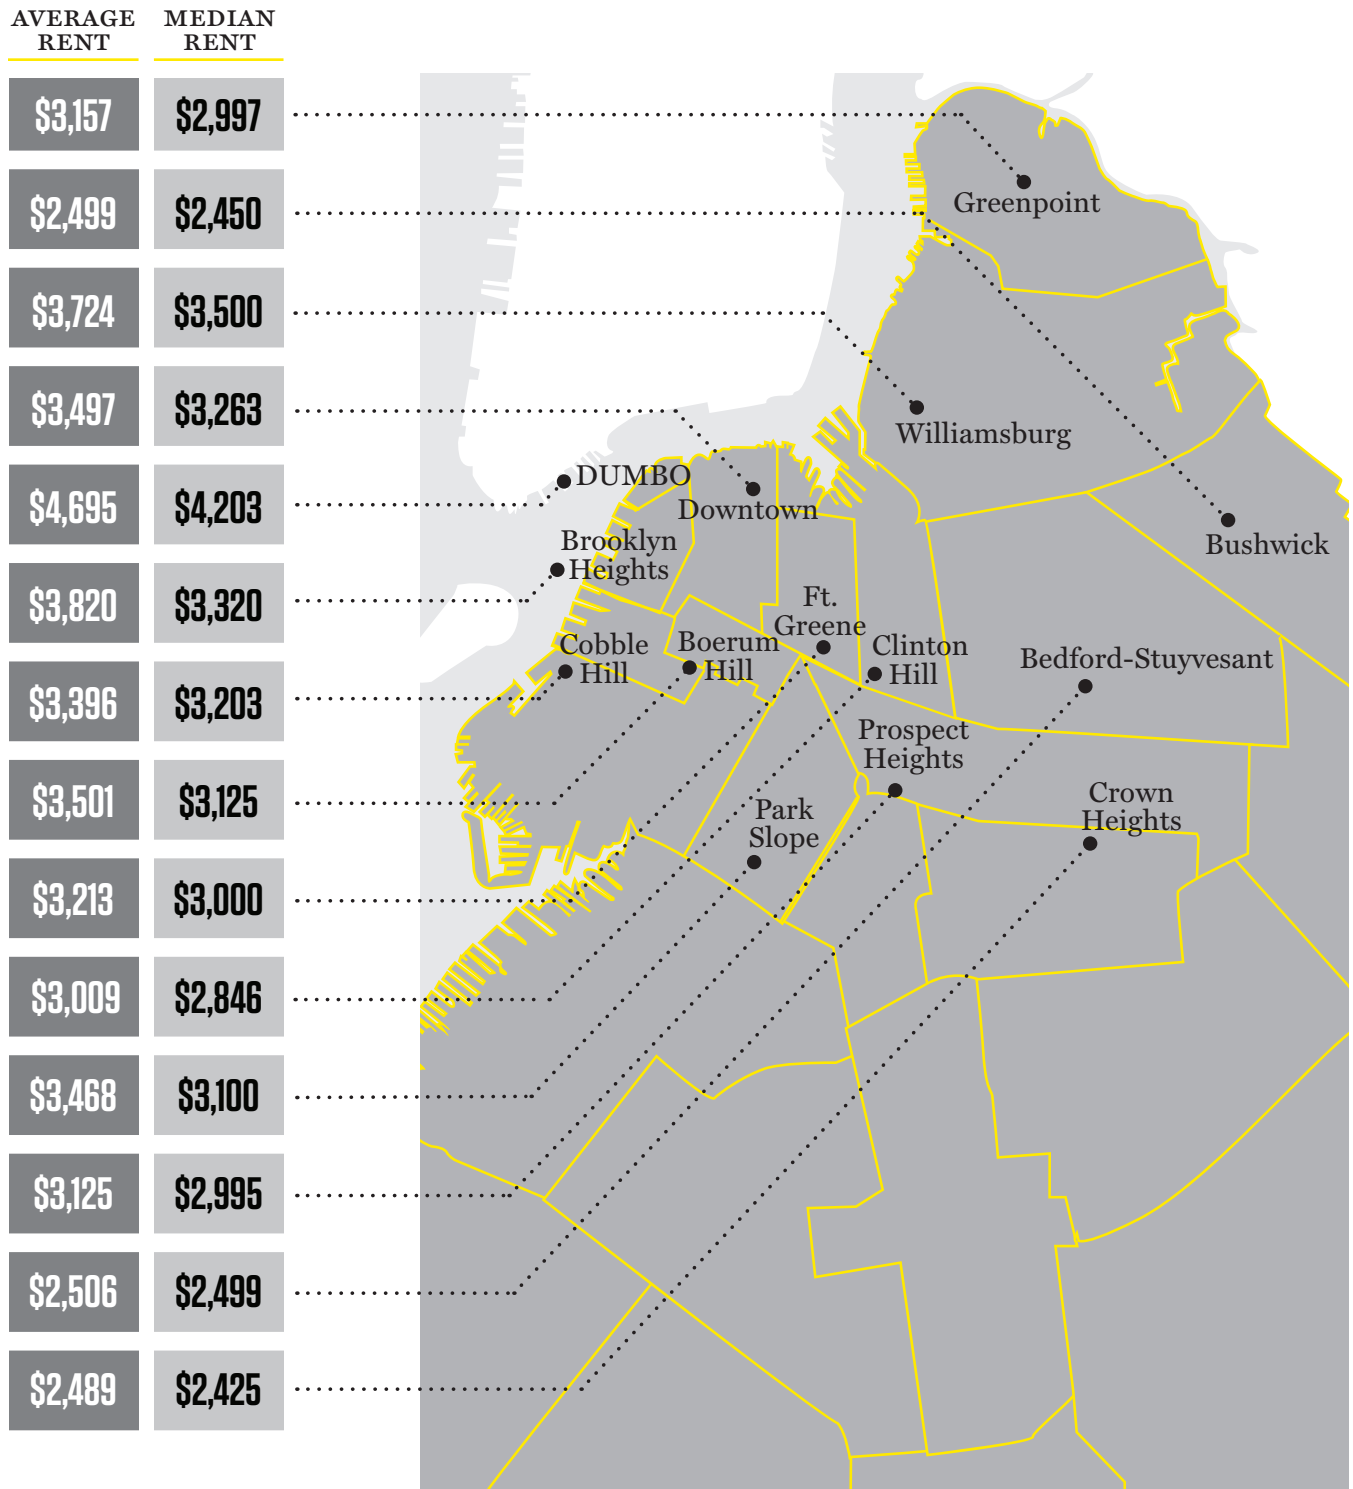 AVERAGE
RENT
MEDIAN
RENT
$3,157 $2,997
$2,499 $2,450
$3,724 $3,500
$3,497 $3,263
$4,695 $4,203
$3,820 $3,320
$3,396 $3,203
$3,501 $3,125
$3,213 $3,000
$3,009 $2,846
$3,468 $3,100
$3,125 $2,995
$2,506 $2,499
$2,489 $2,425
Greenpoint
Williamsburg
DUMBO
Downtown
Bushwick
Brooklyn
Heights
Cobble
Hill
Boerum
Hill
Ft.
Greene
Clinton
Hill
Bedford-Stuyvesant
Prospect
Heights
Park
Slope
Crown
Heights